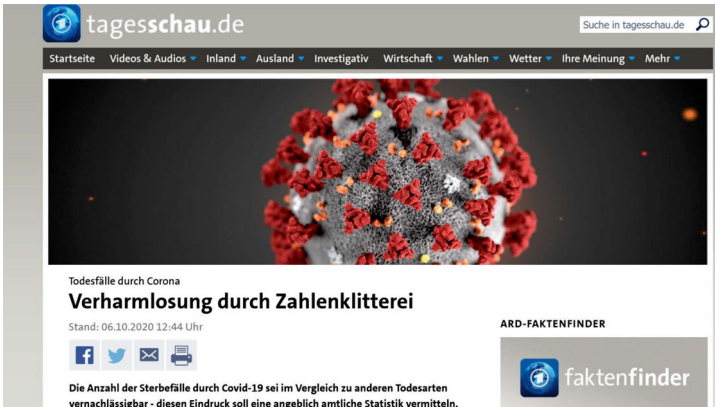 tagesschau.de
Suche in tagesschau.de
Startseite Videos & Audios Inland Ausland Investigativ Wirtschaft Wahlen Wetter Ihre Meinung Mehr
Todesfälle durch Corona
Verharmlosung durch Zahlenklitterei
Stand: 06.10.2020 12:44 Uhr
ARD-FAKTENFINDER
faktenfinder
Die Anzahl der Sterbefälle durch Covid-19 sei im Vergleich zu anderen Todesarten
vernachlässigbar - diesen Eindruck soll eine angeblich amtliche Statistik vermitteln.